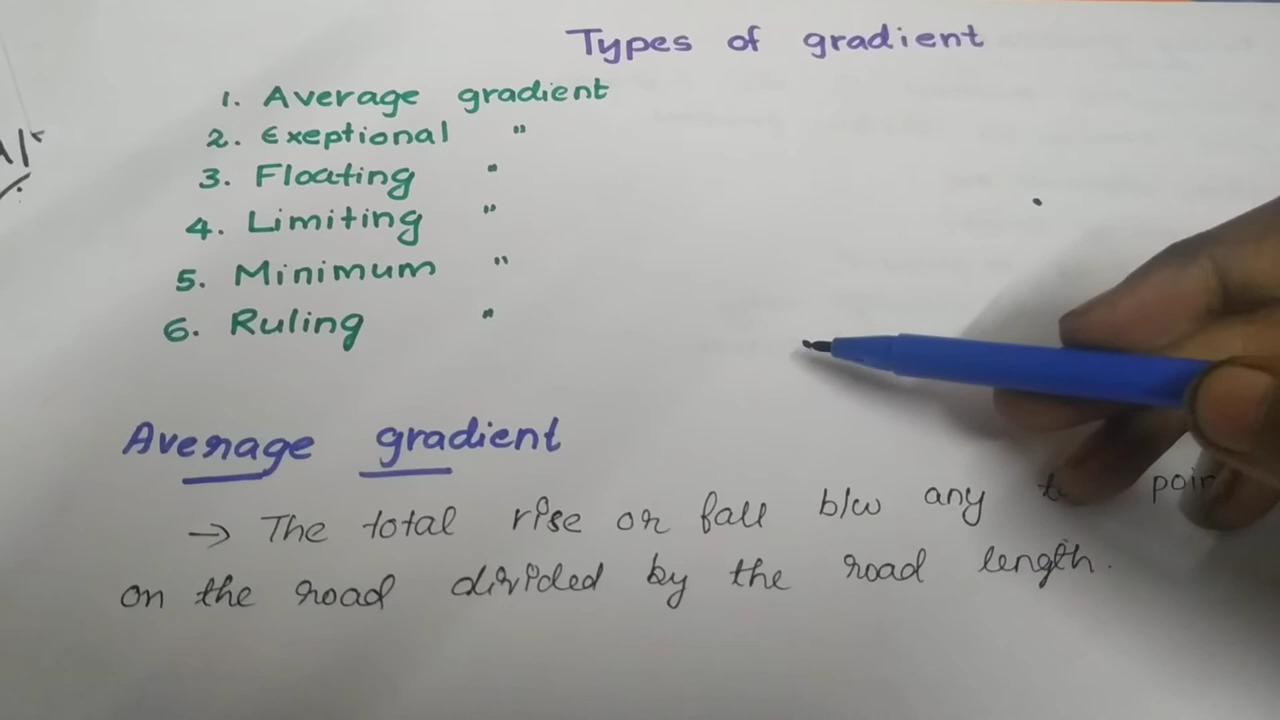 Types of gradient
1. Average gradient
2. Exeptional "
3. Floating "
4. Limiting "
5. Minimum "
6. Ruling "
Average gradient
→ The total rise or fall b/w any
on the road divided by the road length.